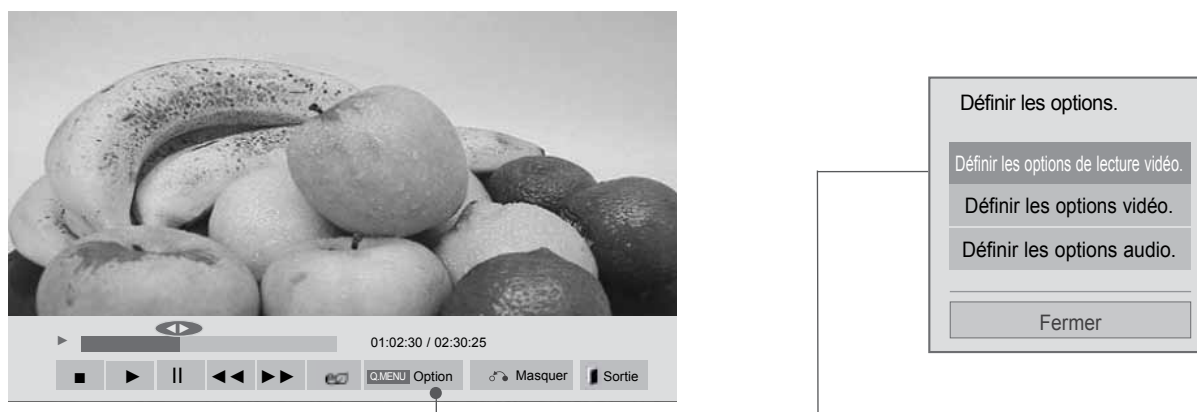 01:02:30 / 02:30:25
Q.MENU Option
Masquer
Sortie
Définir les options.
Définir les options de lecture vidéo.
Définir les options vidéo.
Définir les options audio.
Fermer